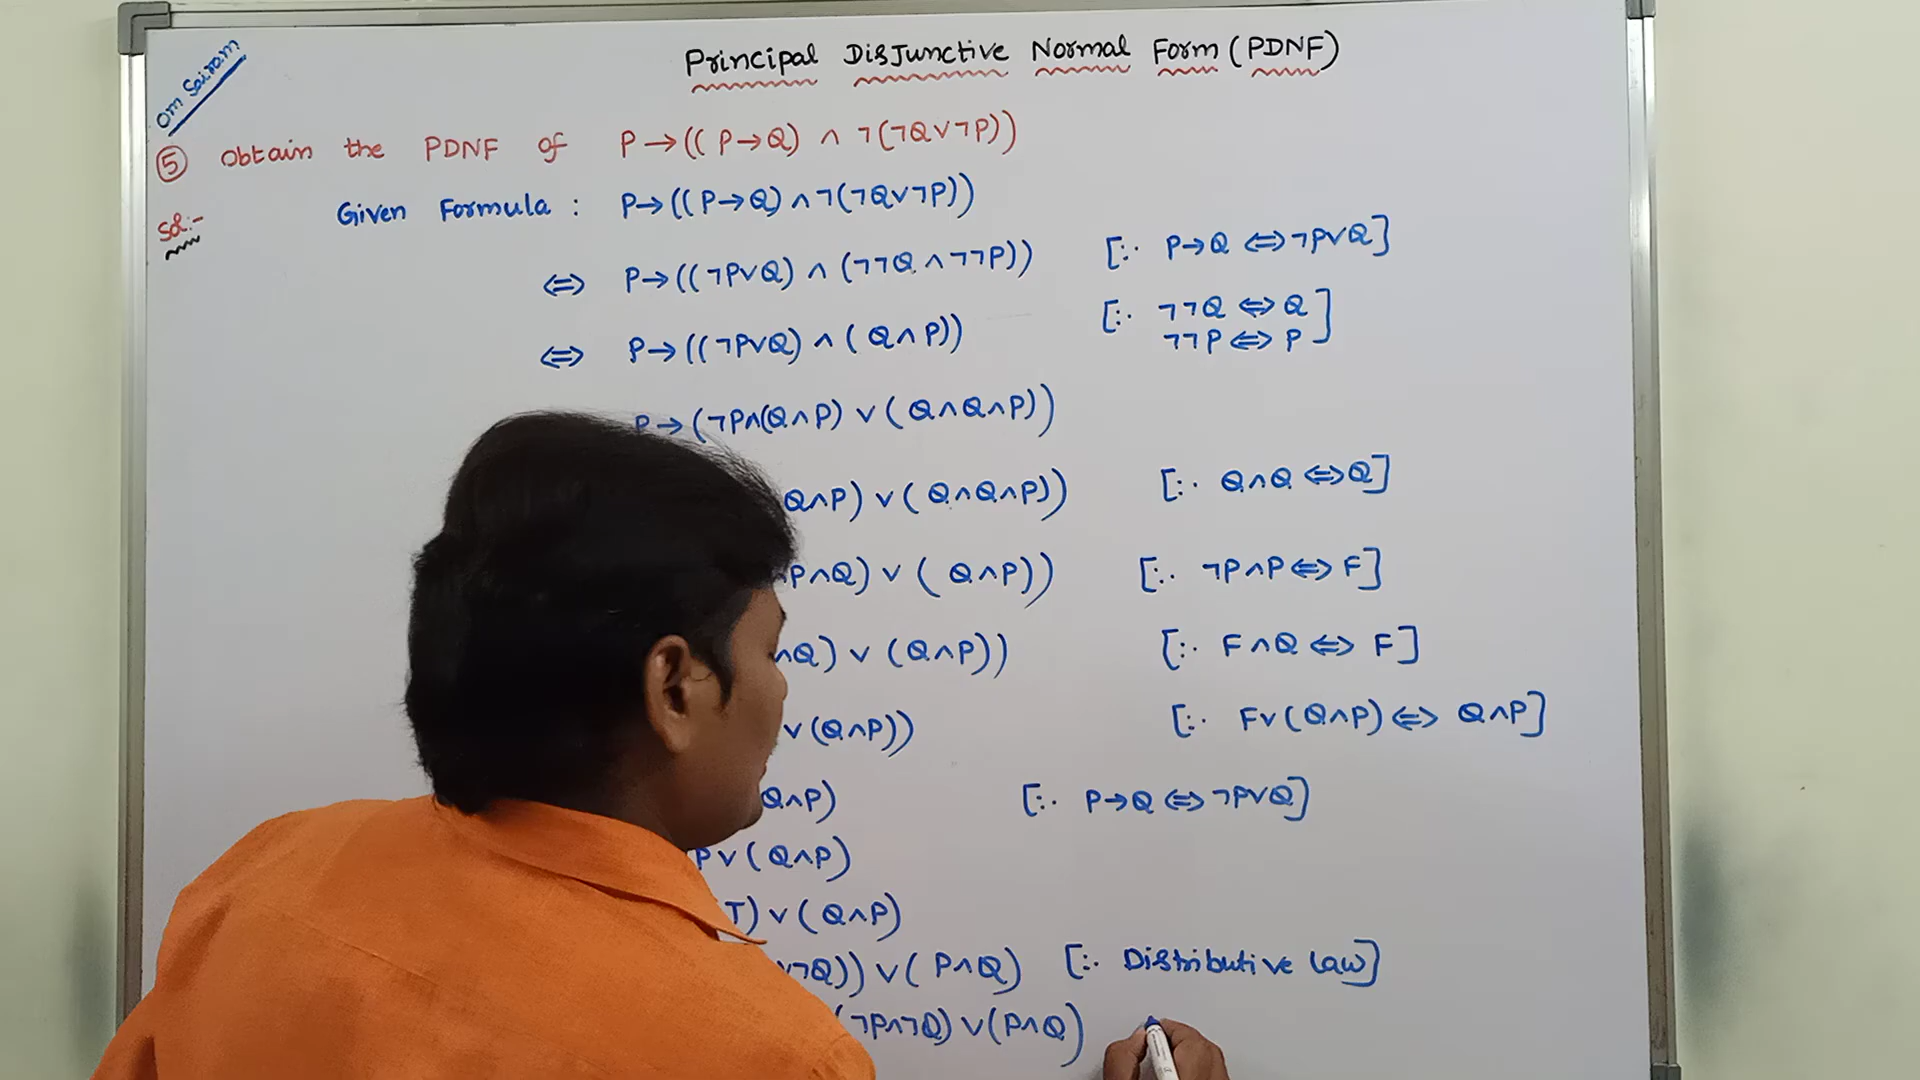 Om Sairam
Principal Disjunctive Normal Form (PDNF)
⑤ Obtain the PDNF of P→((P→Q) ∧ ¬(¬Q∨¬P))
Sol:- Given Formula : P→((P→Q) ∧ ¬(¬Q∨¬P))
⇔ P→((¬P∨Q) ∧ (¬¬Q ∧ ¬¬P)) [∵ P→Q ⇔ ¬P∨Q]
⇔ P→((¬P∨Q) ∧ (Q∧P)) [∵ ¬¬Q ⇔ Q
¬¬P ⇔ P]
P→(¬P∧(Q∧P) ∨ (Q∧Q∧P))
Q∧P) ∨ (Q∧Q∧P)) [∵ Q∧Q ⇔ Q]
P∧Q) ∨ (Q∧P)) [∵ ¬P∧P ⇔ F]
∧Q) ∨ (Q∧P)) [∵ F∧Q ⇔ F]
∨(Q∧P)) [∵ F∨(Q∧P) ⇔ Q∧P]
Q∧P) [∵ P→Q ⇔ ¬P∨Q]
P∨(Q∧P)
T) ∨ (Q∧P)
∨¬Q)) ∨ (P∧Q) [∵ Distributive law]
(¬P∧¬Q) ∨ (P∧Q)